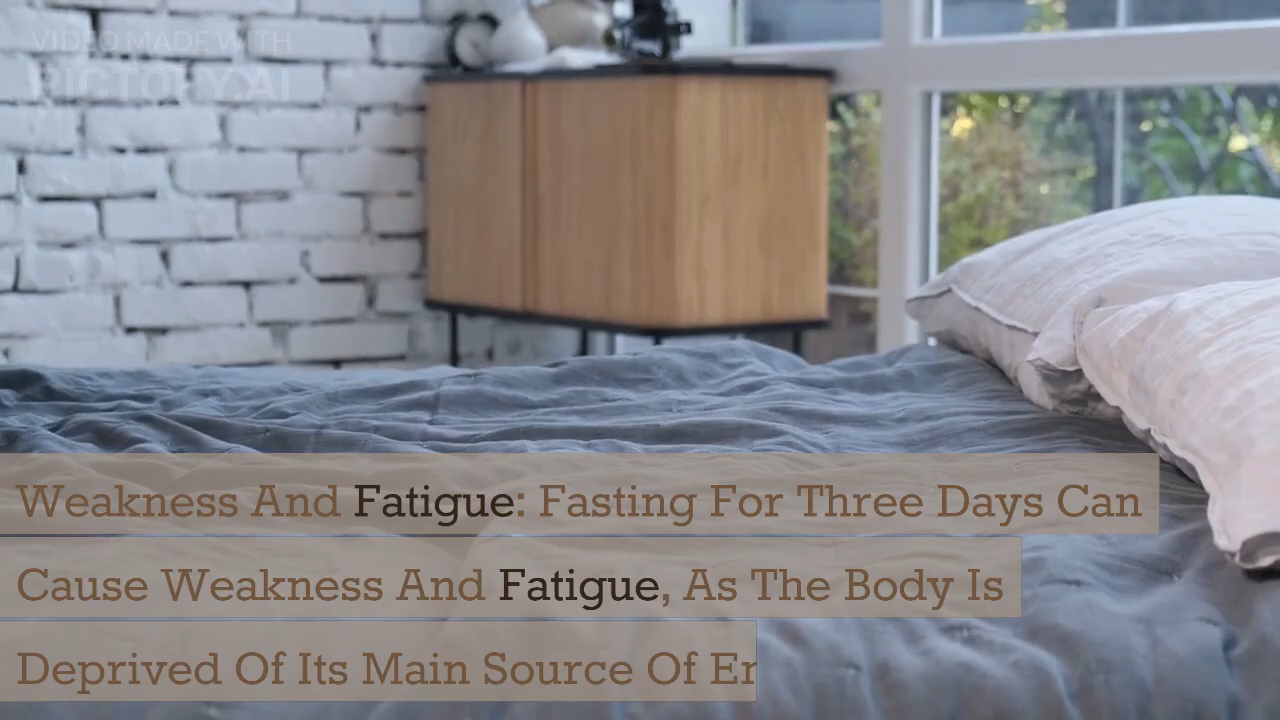 VIDEO MADE WITH
PICTORY.AI
Weakness And Fatigue: Fasting For Three Days Can
Cause Weakness And Fatigue, As The Body Is
Deprived Of Its Main Source Of Er